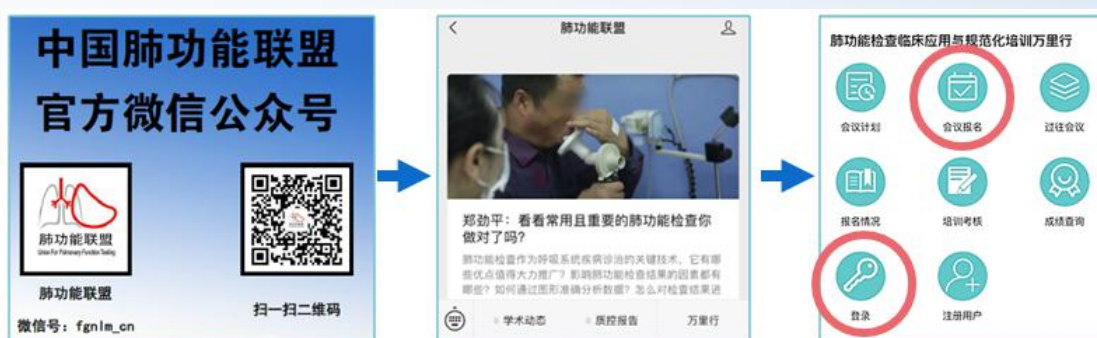 中国肺功能联盟
官方微信公众号
肺功能联盟
Union For Pulmonary Function Testing
肺功能联盟
微信号：fgnlm_cn
扫一扫二维码
肺功能联盟
郑劲平：看看常用且重要的肺功能检查你
做对了吗？
肺功能检查作为呼吸系统疾病诊治的关键技术，它有哪
些优点值得大力推广？影响肺功能检查结果的因素都有
哪些？如何通过图形准确分析数据？怎么对检查结果进
学术动态
质控报告
万里行
肺功能检查临床应用与规范化培训万里行
会议计划
会议报名
过往会议
报名情况
培训考核
成绩查询
登录
注册用户